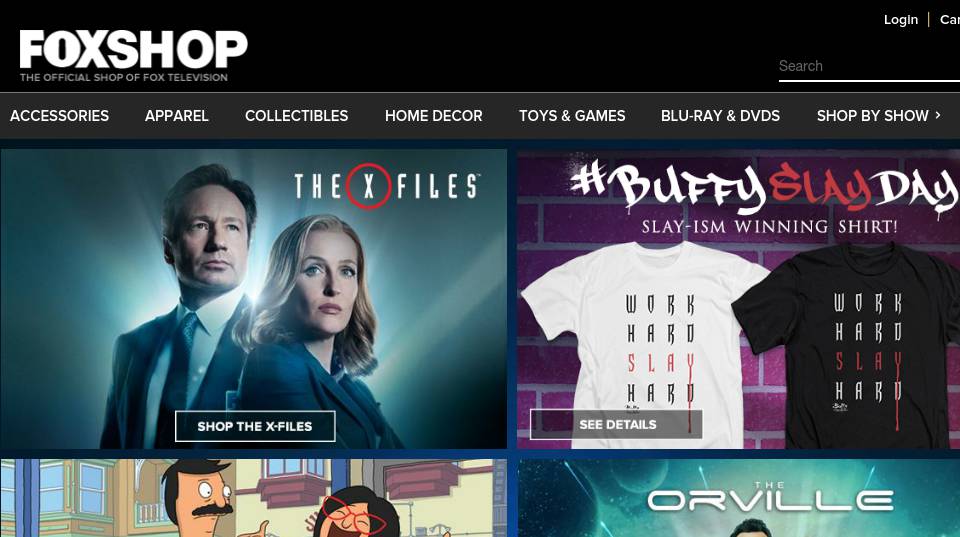 Login
FOXSHOP
THE OFFICIAL SHOP OF FOX TELEVISION
Search
ACCESSORIES APPAREL COLLECTIBLES HOME DECOR TOYS & GAMES BLU-RAY & DVDS SHOP BY SHOW
THE X FILES
SHOP THE X-FILES
#BUFFYSLAYDAY
SLAY-ISM WINNING SHIRT!
WORK
HARD
SLAY
HARD
WORK
HARD
SLAY
HARD
SEE DETAILS
THE
ORVILLE